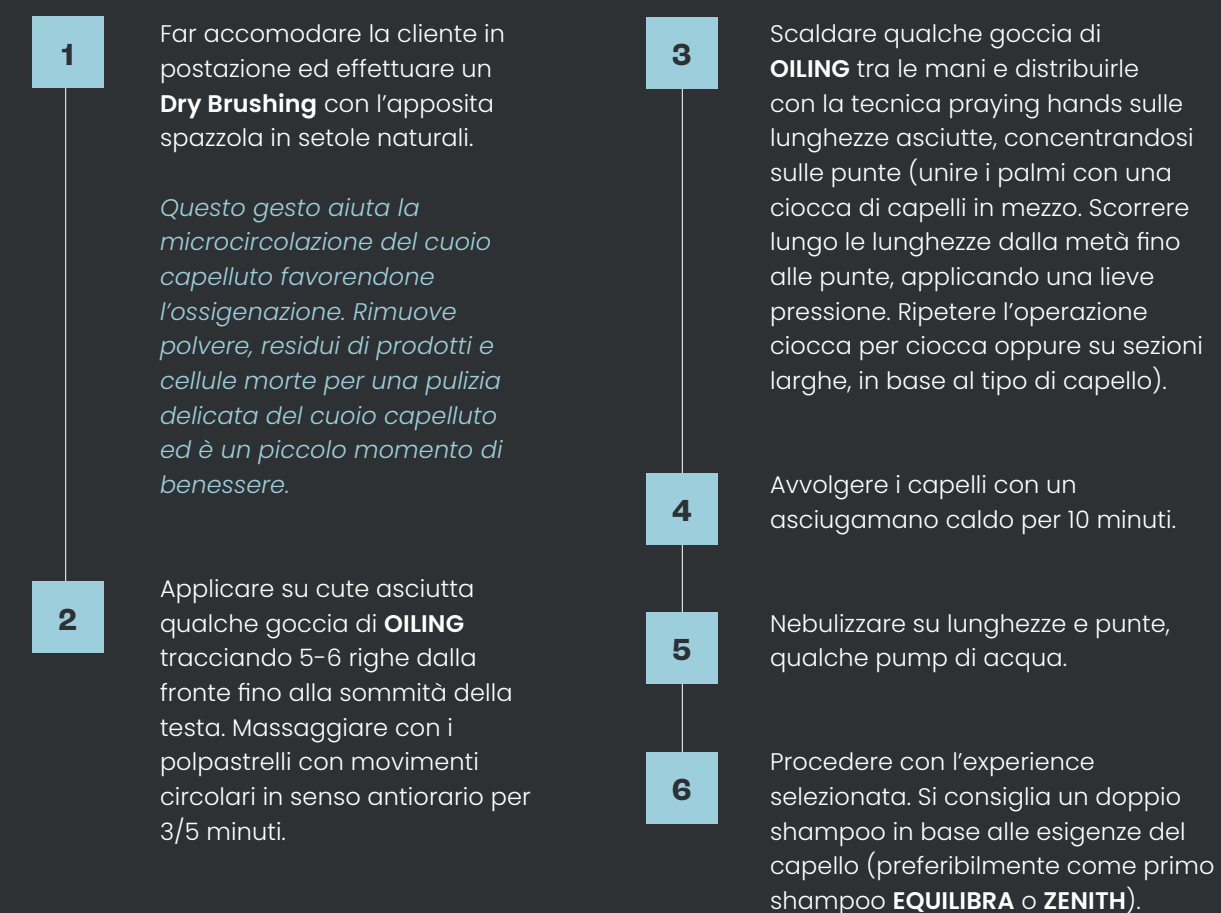 1
Far accomodare la cliente in
postazione ed effettuare un
Dry Brushing con l’apposita
spazzola in setole naturali.
Questo gesto aiuta la
microcircolazione del cuoio
capelluto favorendone
l’ossigenazione. Rimuove
polvere, residui di prodotti e
cellule morte per una pulizia
delicata del cuoio capelluto
ed è un piccolo momento di
benessere.
2
Applicare su cute asciutta
qualche goccia di OILING
tracciando 5-6 righe dalla
fronte fino alla sommità della
testa. Massaggiare con i
polpastrelli con movimenti
circolari in senso antiorario per
3/5 minuti.
3
Scaldare qualche goccia di
OILING tra le mani e distribuirle
con la tecnica praying hands sulle
lunghezze asciutte, concentrandosi
sulle punte (unire i palmi con una
ciocca di capelli in mezzo. Scorrere
lungo le lunghezze dalla metà fino
alle punte, applicando una lieve
pressione. Ripetere l’operazione
ciocca per ciocca oppure su sezioni
larghe, in base al tipo di capello).
4
Avvolgere i capelli con un
asciugamano caldo per 10 minuti.
5
Nebulizzare su lunghezze e punte,
qualche pump di acqua.
6
Procedere con l’experience
selezionata. Si consiglia un doppio
shampoo in base alle esigenze del
capello (preferibilmente come primo
shampoo EQUILIBRA o ZENITH).